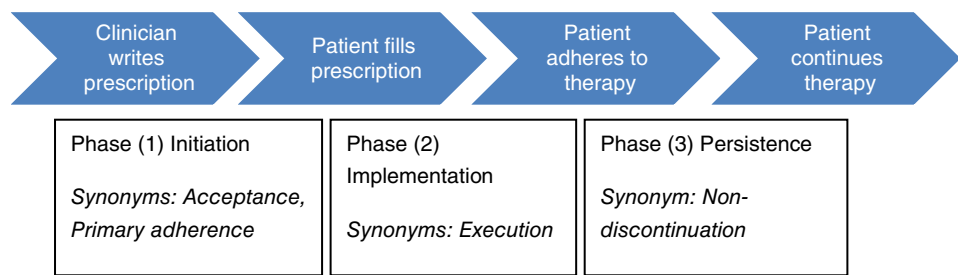 Clinician
writes
prescription
Patient fills
prescription
Patient
adheres to
therapy
Patient
continues
therapy
Phase (1) Initiation
Synonyms: Acceptance,
Primary adherence
Phase (2)
Implementation
Synonyms: Execution
Phase (3) Persistence
Synonym: Non-
discontinuation